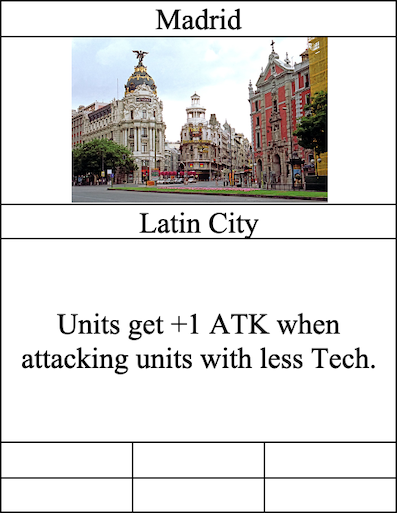 Madrid
Latin City
Units get +1 ATK when
attacking units with less Tech.